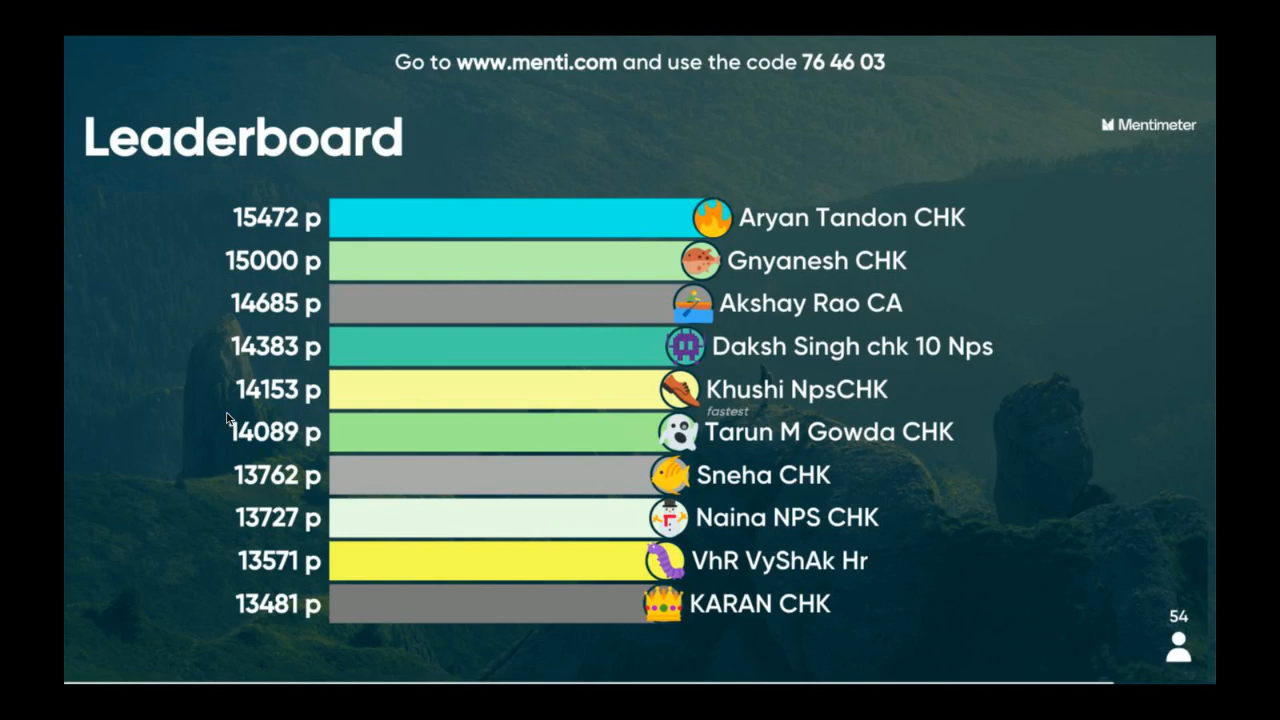 Go to www.menti.com and use the code 76 46 03
Leaderboard
Mentimeter
15472 p Aryan Tandon CHK
15000 p Gnyanesh CHK
14685 p Akshay Rao CA
14383 p Daksh Singh chk 10 Nps
14153 p Khushi NpsCHK
fastest
14089 p Tarun M Gowda CHK
13762 p Sneha CHK
13727 p Naina NPS CHK
13571 p VhR VyShAk Hr
13481 p KARAN CHK
54